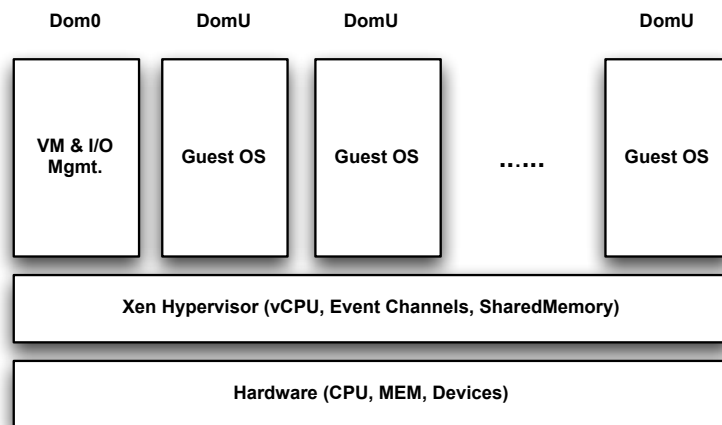 Dom0 DomU DomU DomU
VM & I/O
Mgmt.
Guest OS Guest OS ...... Guest OS
Xen Hypervisor (vCPU, Event Channels, SharedMemory)
Hardware (CPU, MEM, Devices)